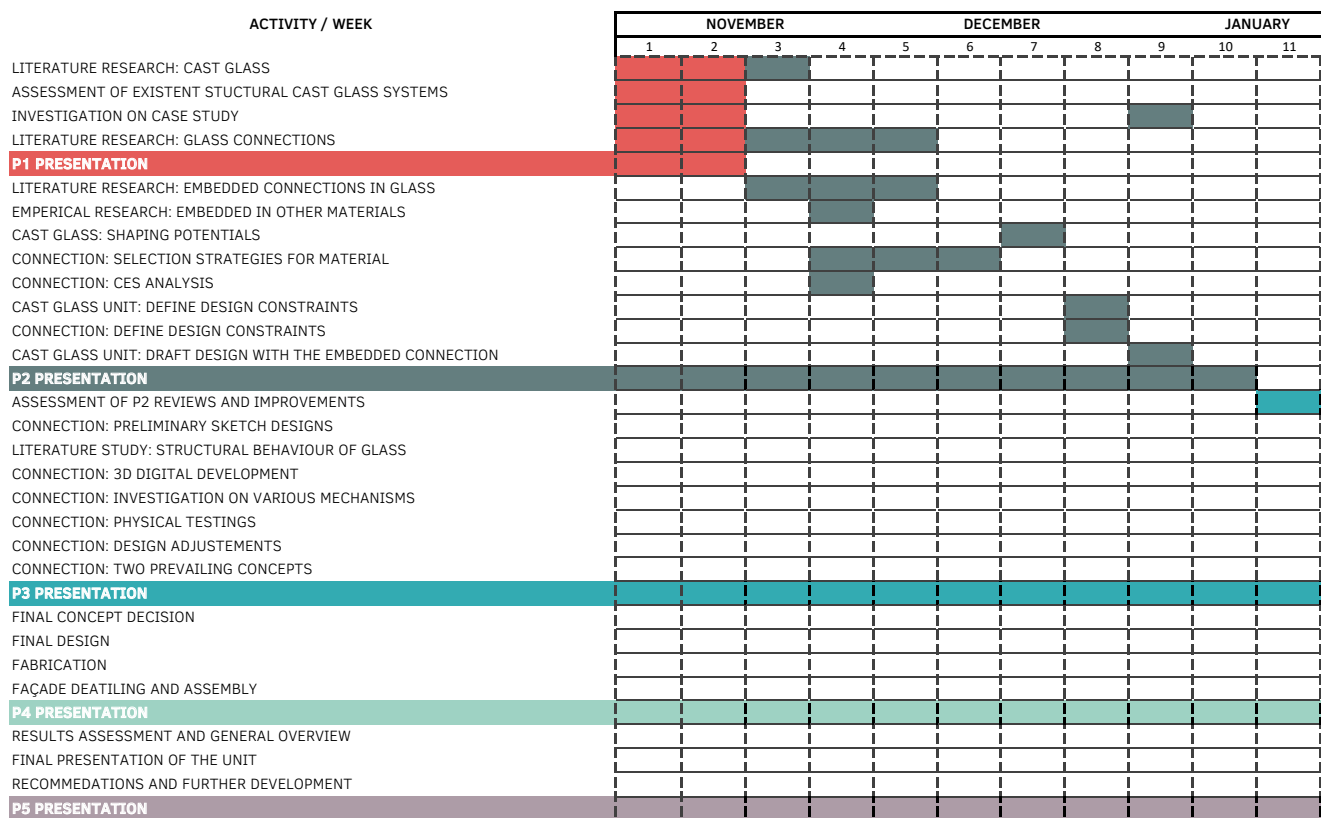 ACTIVITY / WEEK NOVEMBER DECEMBER JANUARY
1 2 3 4 5 6 7 8 9 10 11
LITERATURE RESEARCH: CAST GLASS
ASSESSMENT OF EXISTENT STUCTURAL CAST GLASS SYSTEMS
INVESTIGATION ON CASE STUDY
LITERATURE RESEARCH: GLASS CONNECTIONS
P1 PRESENTATION
LITERATURE RESEARCH: EMBEDDED CONNECTIONS IN GLASS
EMPERICAL RESEARCH: EMBEDDED IN OTHER MATERIALS
CAST GLASS: SHAPING POTENTIALS
CONNECTION: SELECTION STRATEGIES FOR MATERIAL
CONNECTION: CES ANALYSIS
CAST GLASS UNIT: DEFINE DESIGN CONSTRAINTS
CONNECTION: DEFINE DESIGN CONSTRAINTS
CAST GLASS UNIT: DRAFT DESIGN WITH THE EMBEDDED CONNECTION
P2 PRESENTATION
ASSESSMENT OF P2 REVIEWS AND IMPROVEMENTS
CONNECTION: PRELIMINARY SKETCH DESIGNS
LITERATURE STUDY: STRUCTURAL BEHAVIOUR OF GLASS
CONNECTION: 3D DIGITAL DEVELOPMENT
CONNECTION: INVESTIGATION ON VARIOUS MECHANISMS
CONNECTION: PHYSICAL TESTINGS
CONNECTION: DESIGN ADJUSTEMENTS
CONNECTION: TWO PREVAILING CONCEPTS
P3 PRESENTATION
FINAL CONCEPT DECISION
FINAL DESIGN
FABRICATION
FAÇADE DEATILING AND ASSEMBLY
P4 PRESENTATION
RESULTS ASSESSMENT AND GENERAL OVERVIEW
FINAL PRESENTATION OF THE UNIT
RECOMMEDATIONS AND FURTHER DEVELOPMENT
P5 PRESENTATION